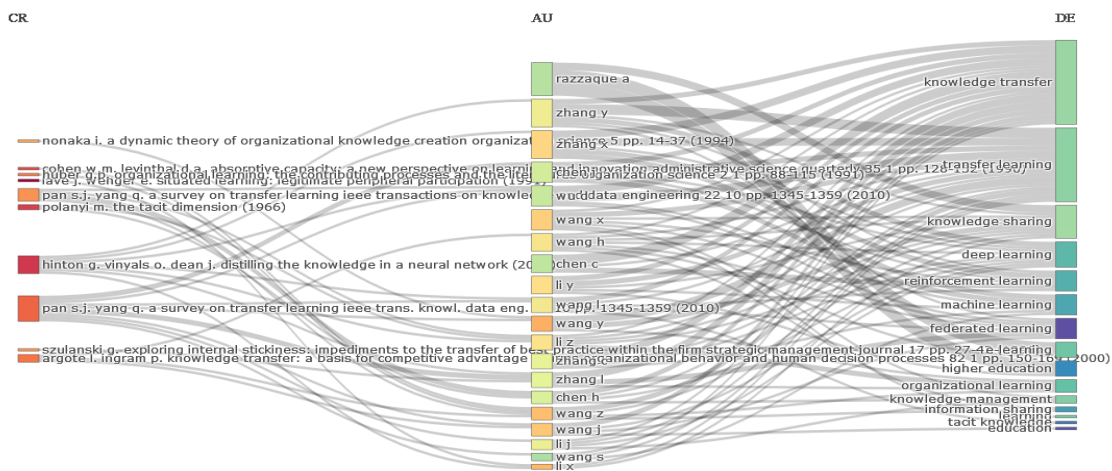 CR
AU
DE
nonaka i. a dynamic theory of organizational knowledge creation organization science 5 pp. 14-37 (1994)
cohen w.m. levinthal d.a. absorptive capacity: a new perspective on learning and innovation administrative science quarterly 35 1 pp. 128-152 (1990)
huber g.p. organizational learning: the contributing processes and the literatures organization science 2 1 pp. 88-115 (1991)
lave j. wenger e. situated learning: legitimate peripheral participation (1991)
pan s.j. yang q. a survey on transfer learning ieee transactions on knowledge and data engineering 22 10 pp. 1345-1359 (2010)
polanyi m. the tacit dimension (1966)
hinton g. vinyals o. dean j. distilling the knowledge in a neural network
pan s.j. yang q. a survey on transfer learning ieee trans. knowl. data eng. pp. 1345-1359 (2010)
szulanski g. exploring internal stickiness: impediments to the transfer of best practice within the firm strategic management journal 17 pp.
argote l. ingram p. knowledge transfer: a basis for competitive advantage organizational behavior and human decision processes 82 1 pp. 150-169 (2000)
razzaque a
zhang y
zhang x
wang x
wang h
chen c
li y
wang l
wang y
li z
zhang l
chen h
wang z
wang j
li j
wang s
li x
knowledge transfer
transfer learning
knowledge sharing
deep learning
reinforcement learning
machine learning
federated learning
e-learning
higher education
organizational learning
knowledge management
information sharing
learning
tacit knowledge
education